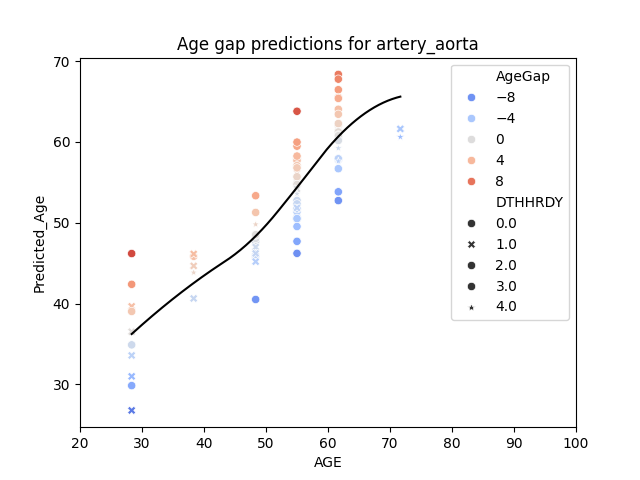 Age gap predictions for artery_aorta
70
60
50
40
30
Predicted_Age
20 30 40 50 60 70 80 90 100
AGE
AgeGap
−8
−4
0
4
8
DTHHRDY
0.0
1.0
2.0
3.0
4.0